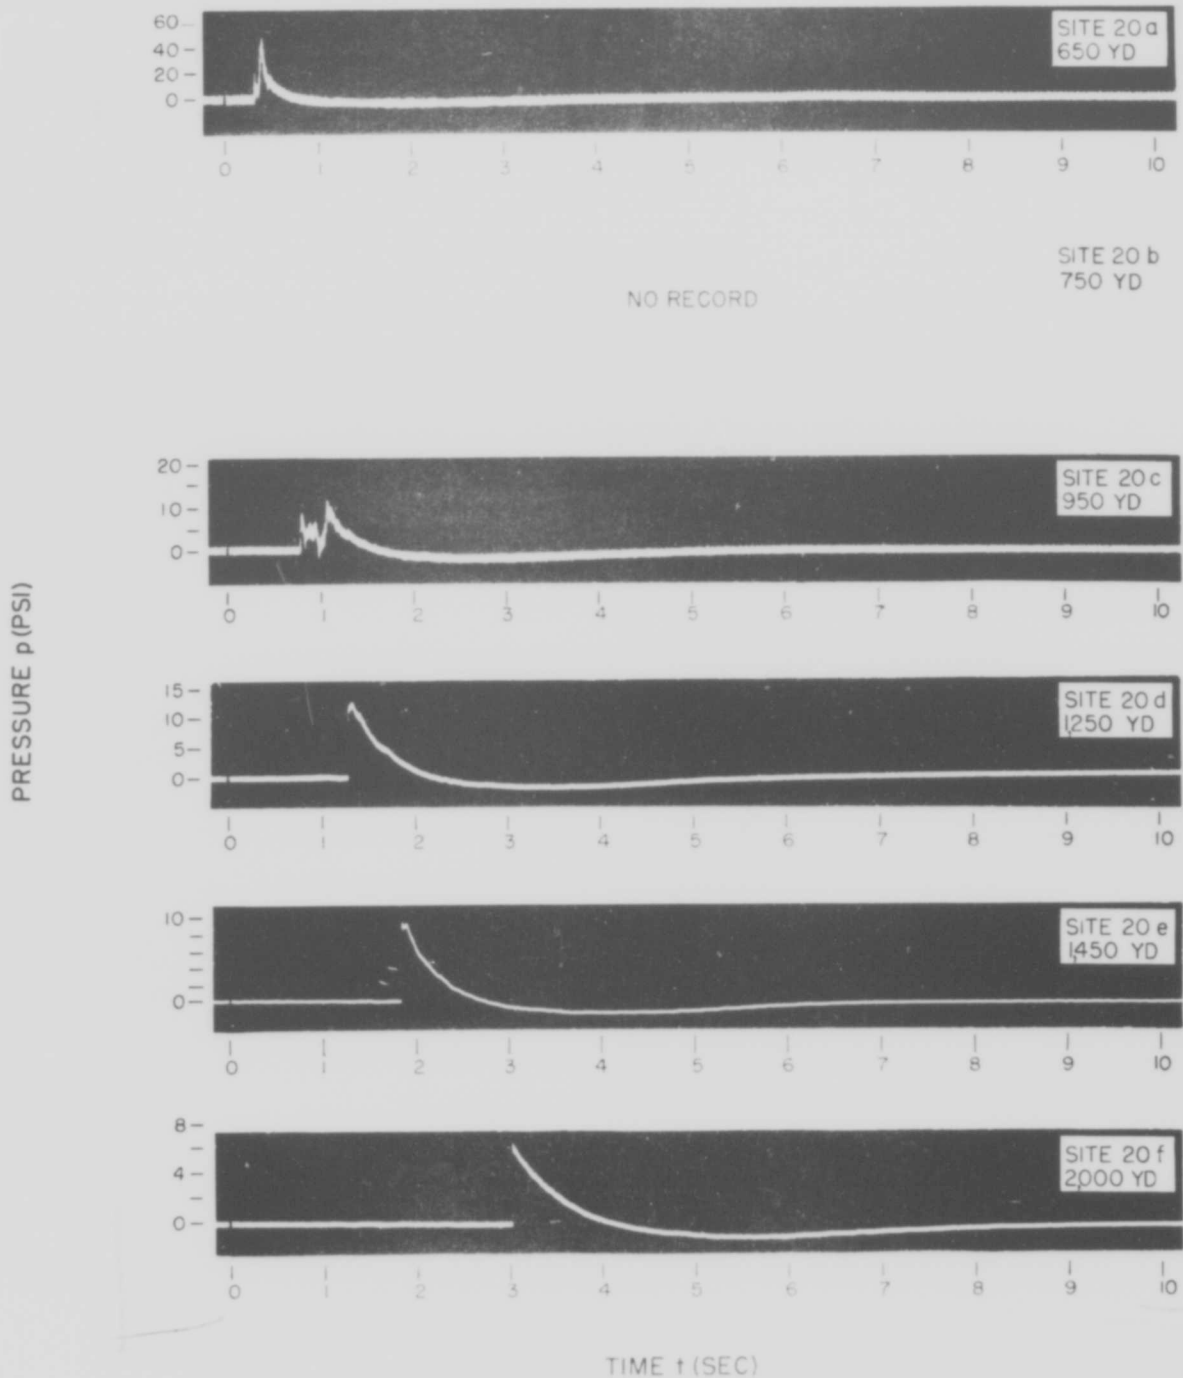 PRESSURE p (PSI)
SITE 20 a
650 YD
60
40
20
0
0 1 2 3 4 5 6 7 8 9 10
SITE 20 b
750 YD
NO RECORD
SITE 20 c
950 YD
20
10
0
0 1 2 3 4 5 6 7 8 9 10
SITE 20 d
1,250 YD
15
10
5
0
0 1 2 3 4 5 6 7 8 9 10
SITE 20 e
1,450 YD
10
0
0 1 2 3 4 5 6 7 8 9 10
SITE 20 f
2,000 YD
8
4
0
0 1 2 3 4 5 6 7 8 9 10
TIME t (SEC)